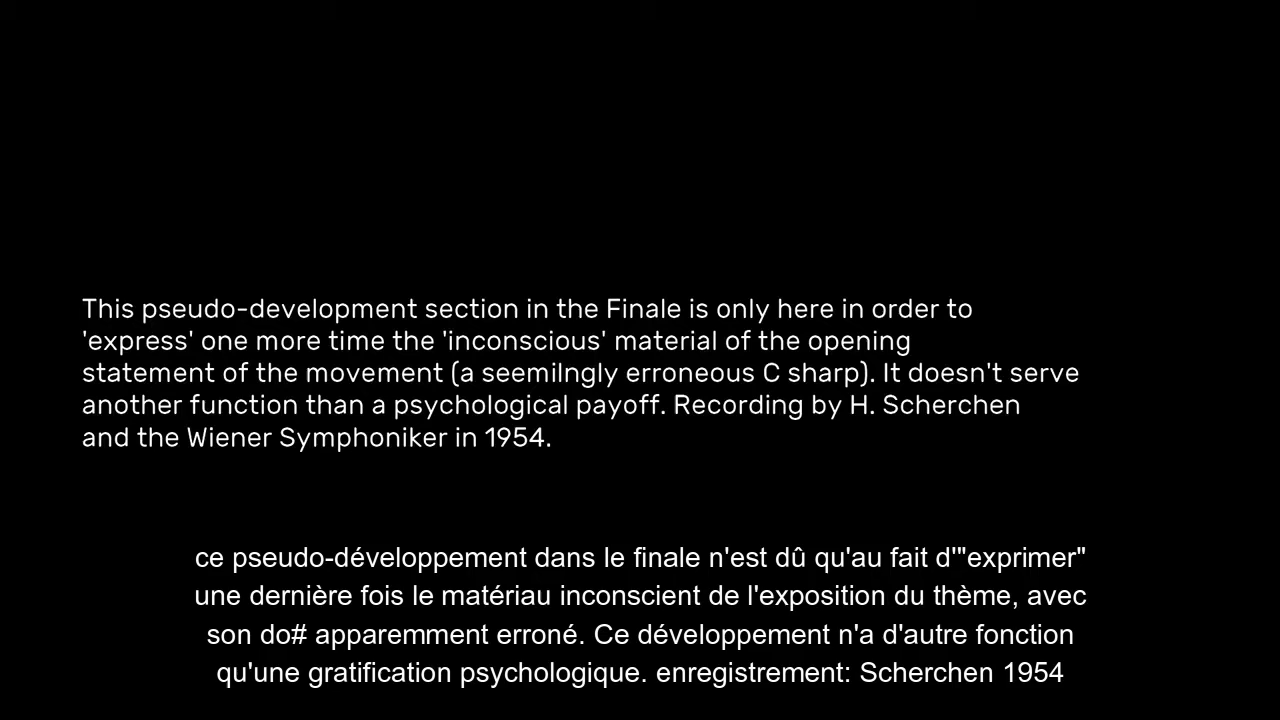 This pseudo-development section in the Finale is only here in order to
'express' one more time the 'inconscious' material of the opening
statement of the movement (a seemilngly erroneous C sharp). It doesn't serve
another function than a psychological payoff. Recording by H. Scherchen
and the Wiener Symphoniker in 1954.
ce pseudo-développement dans le finale n'est dû qu'au fait d'"exprimer"
une dernière fois le matériau inconscient de l'exposition du thème, avec
son do# apparemment erroné. Ce développement n'a d'autre fonction
qu'une gratification psychologique. enregistrement: Scherchen 1954